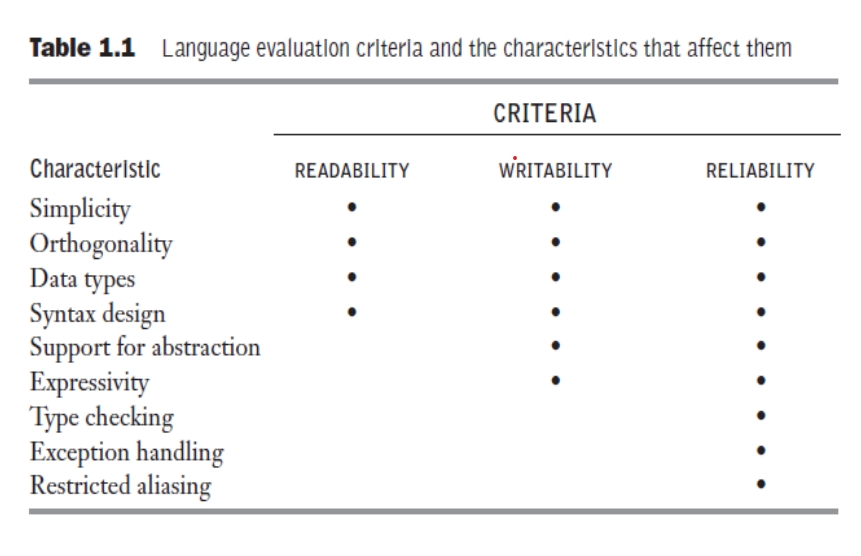 Table 1.1 Language evaluation criteria and the characteristics that affect them
CRITERIA
Characteristic READABILITY WRITABILITY RELIABILITY
Simplicity • • •
Orthogonality • • •
Data types • • •
Syntax design • • •
Support for abstraction • •
Expressivity • •
Type checking •
Exception handling •
Restricted aliasing •